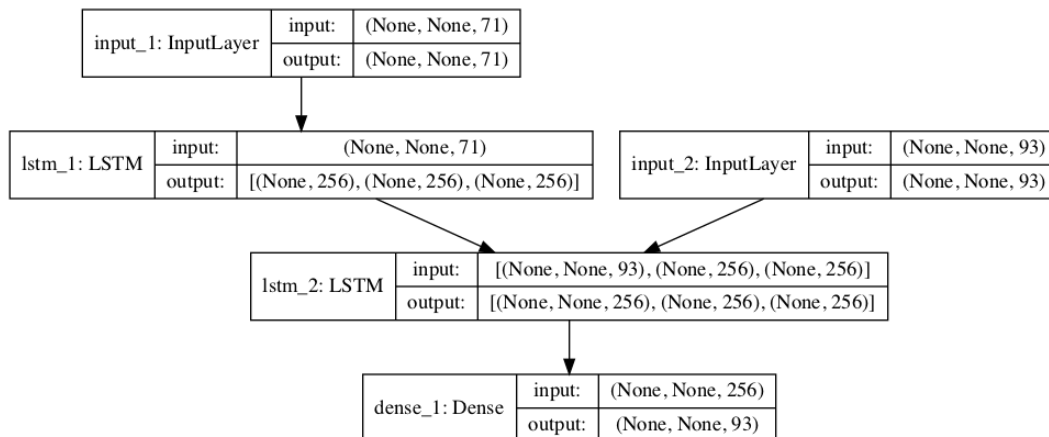 input_1: InputLayer
input: (None, None, 71)
output: (None, None, 71)
lstm_1: LSTM
input: (None, None, 71)
output: [(None, 256), (None, 256), (None, 256)]
input_2: InputLayer
input: (None, None, 93)
output: (None, None, 93)
lstm_2: LSTM
input: [(None, None, 93), (None, 256), (None, 256)]
output: [(None, None, 256), (None, 256), (None, 256)]
dense_1: Dense
input: (None, None, 256)
output: (None, None, 93)